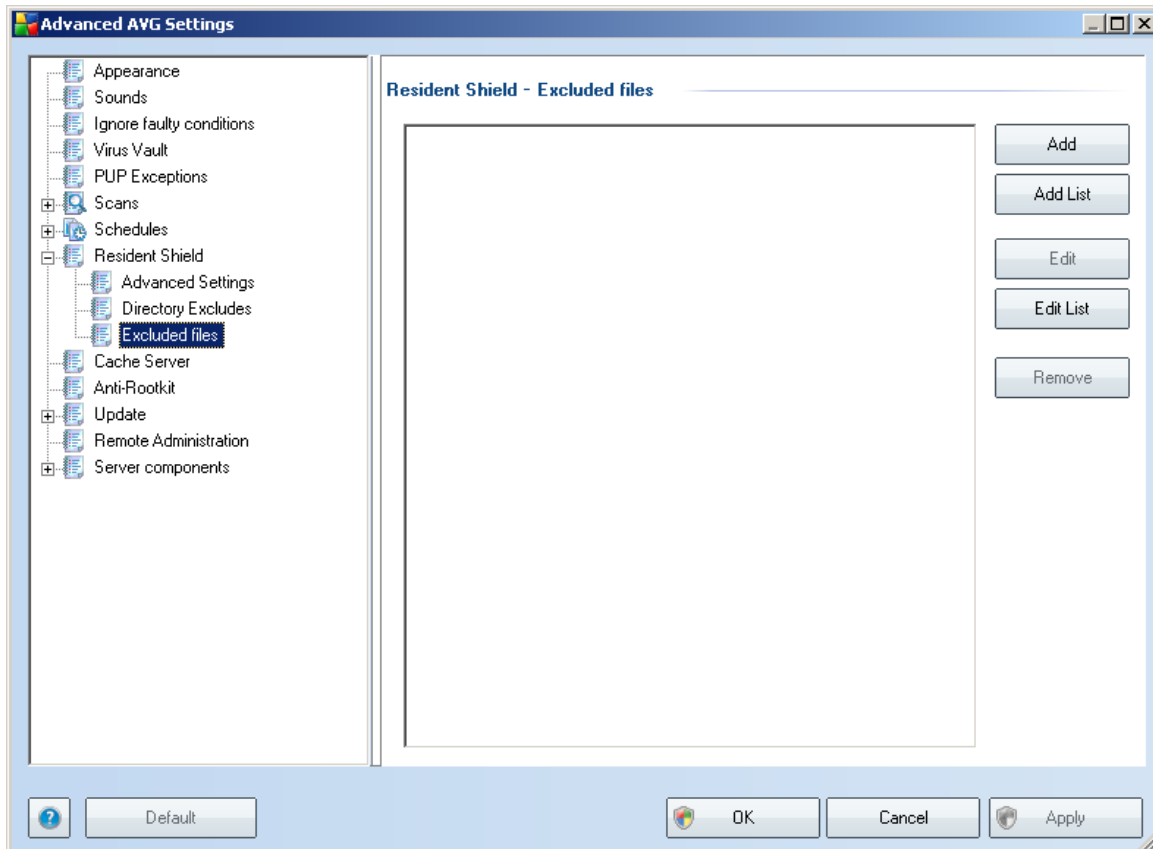 Advanced AVG Settings
Appearance
Sounds
Ignore faulty conditions
Virus Vault
PUP Exceptions
Scans
Schedules
Resident Shield
Advanced Settings
Directory Excludes
Excluded files
Cache Server
Anti-Rootkit
Update
Remote Administration
Server components
Resident Shield - Excluded files
Add
Add List
Edit
Edit List
Remove
? Default OK Cancel Apply